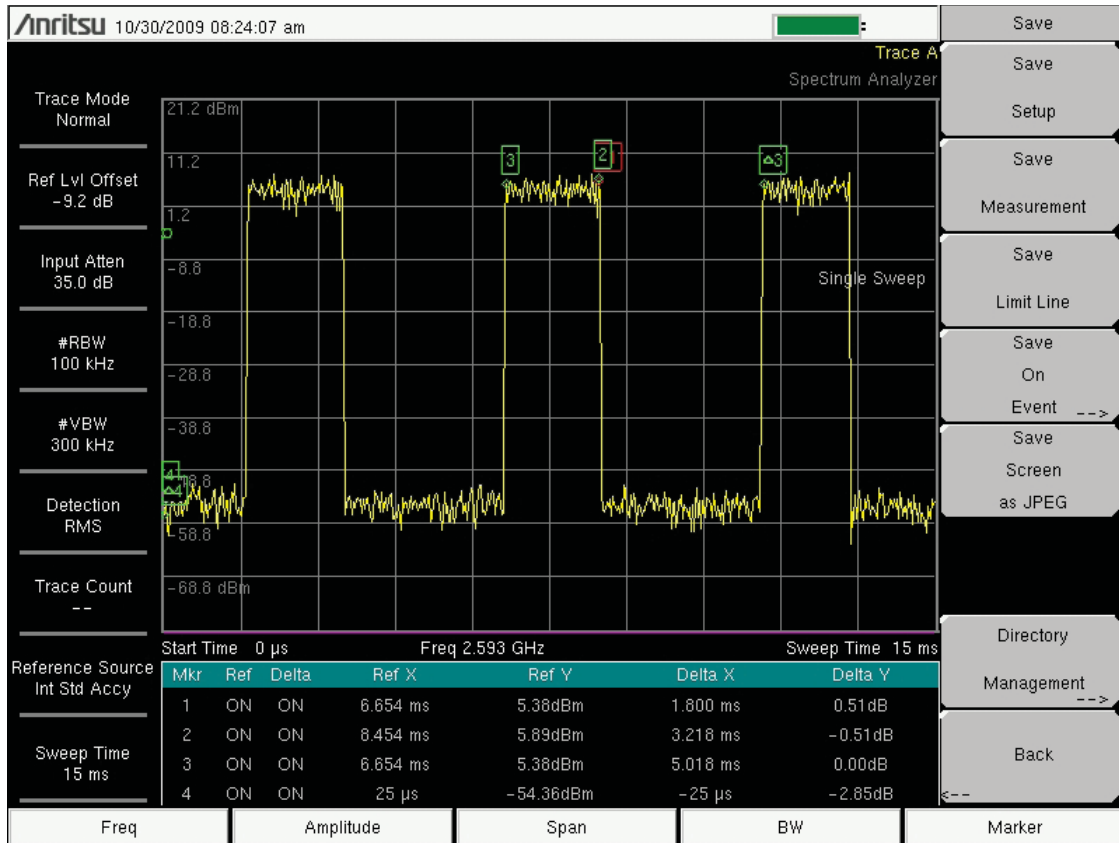 Anritsu 10/30/2009 08:24:07 am
Trace A
Spectrum Analyzer
Trace Mode
Normal
Ref Lvl Offset
-9.2 dB
Input Atten
35.0 dB
#RBW
100 kHz
#VBW
300 kHz
Detection
RMS
Trace Count
--
Reference Source
Int Std Accy
Sweep Time
15 ms
21.2 dBm
11.2
1.2
-8.8
-18.8
-28.8
-38.8
-58.8
-68.8 dBm
3
2
Δ3
4
Δ4
Single Sweep
Start Time 0 µs Freq 2.593 GHz Sweep Time 15 ms
Mkr Ref Delta Ref X Ref Y Delta X Delta Y
1 ON ON 6.654 ms 5.38dBm 1.800 ms 0.51dB
2 ON ON 8.454 ms 5.89dBm 3.218 ms -0.51dB
3 ON ON 6.654 ms 5.38dBm 5.018 ms 0.00dB
4 ON ON 25 µs -54.36dBm -25 µs -2.85dB
Save
Save
Setup
Save
Measurement
Save
Limit Line
Save
On
Event -->
Save
Screen
as JPEG
Directory
Management
-->
Back
<--
Freq Amplitude Span BW Marker